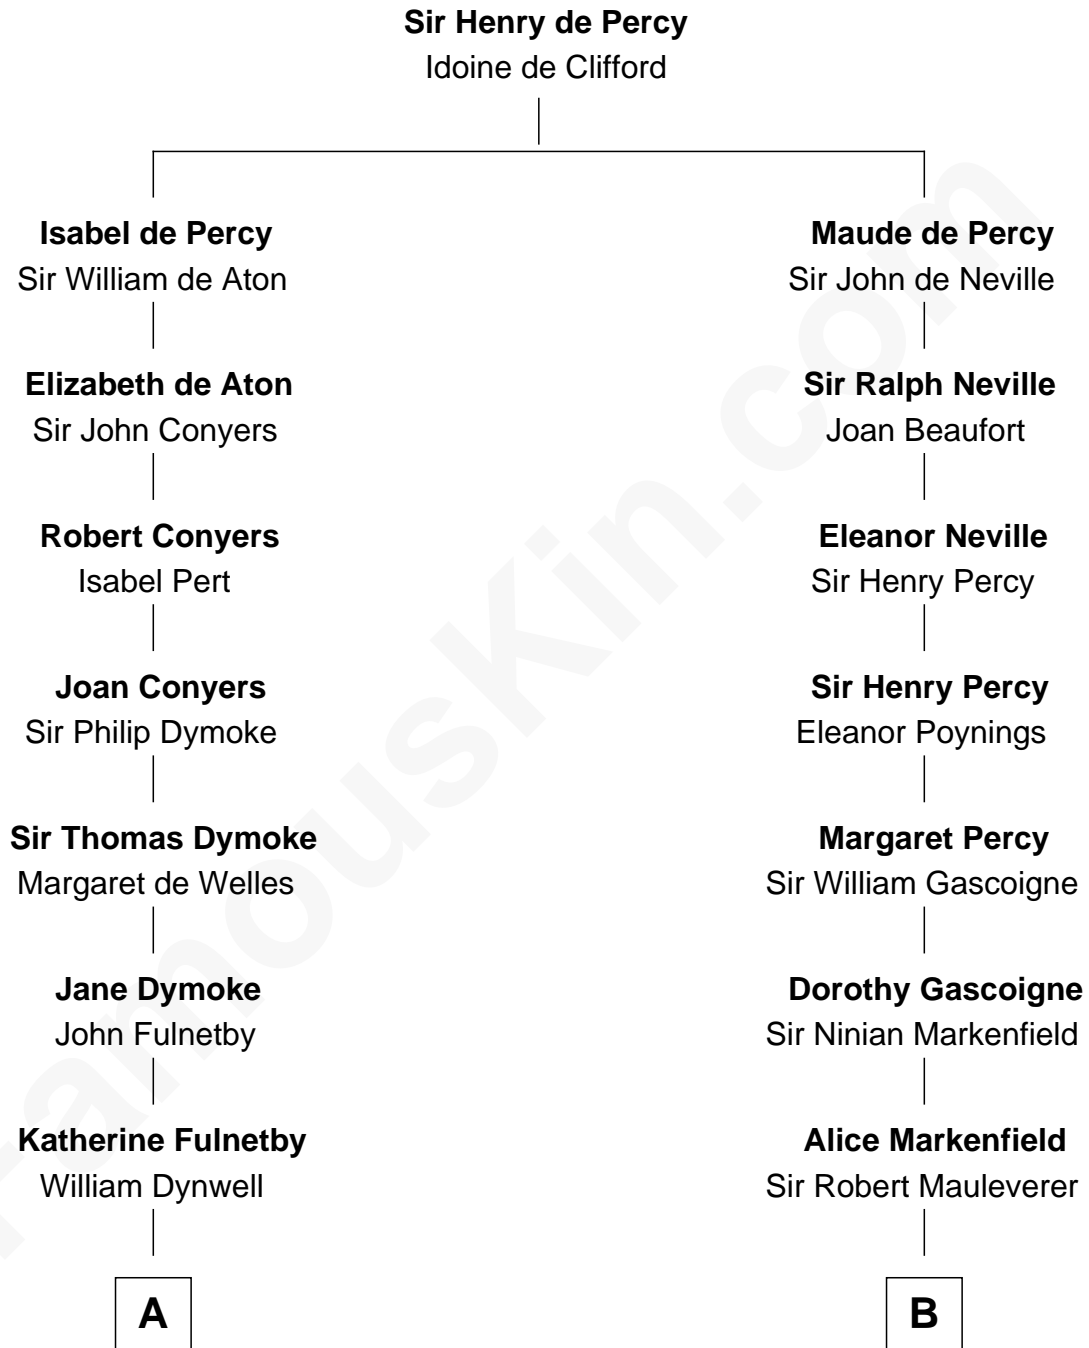 Sir Henry de Percy
Idoine de Clifford
Isabel de Percy
Sir William de Aton
Maude de Percy
Sir John de Neville
Elizabeth de Aton
Sir John Conyers
Sir Ralph Neville
Joan Beaufort
Robert Conyers
Isabel Pert
Eleanor Neville
Sir Henry Percy
Joan Conyers
Sir Philip Dymoke
Sir Henry Percy
Eleanor Poynings
Sir Thomas Dymoke
Margaret de Welles
Margaret Percy
Sir William Gascoigne
Jane Dymoke
John Fulnetby
Dorothy Gascoigne
Sir Ninian Markenfield
Katherine Fulnetby
William Dynwell
Alice Markenfield
Sir Robert Mauleverer
A
B
FamousKin.com